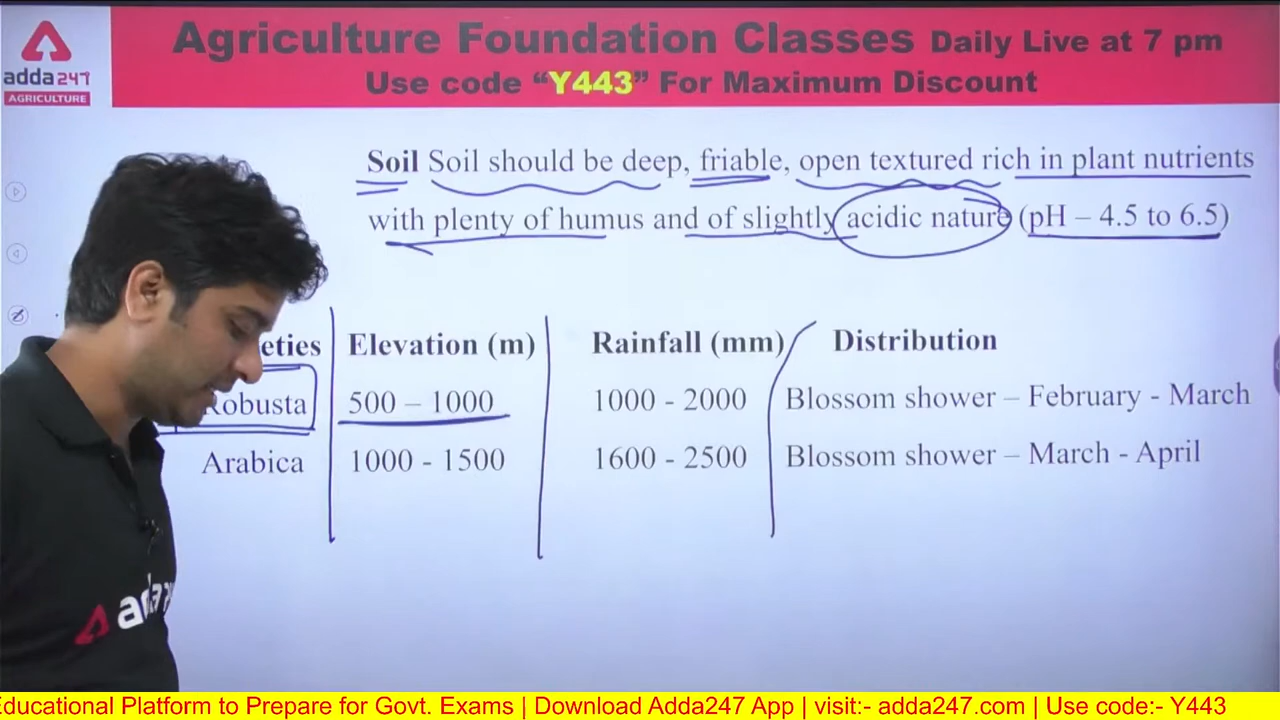 Agriculture Foundation Classes Daily Live at 7 pm
Use code “Y443” For Maximum Discount
adda247
AGRICULTURE
Soil Soil should be deep, friable, open textured rich in plant nutrients
with plenty of humus and of slightly acidic nature (pH – 4.5 to 6.5)
eties Elevation (m) Rainfall (mm) Distribution
Robusta 500 – 1000 1000 - 2000 Blossom shower – February - March
Arabica 1000 - 1500 1600 - 2500 Blossom shower – March - April
Educational Platform to Prepare for Govt. Exams | Download Adda247 App | visit:- adda247.com | Use code:- Y443